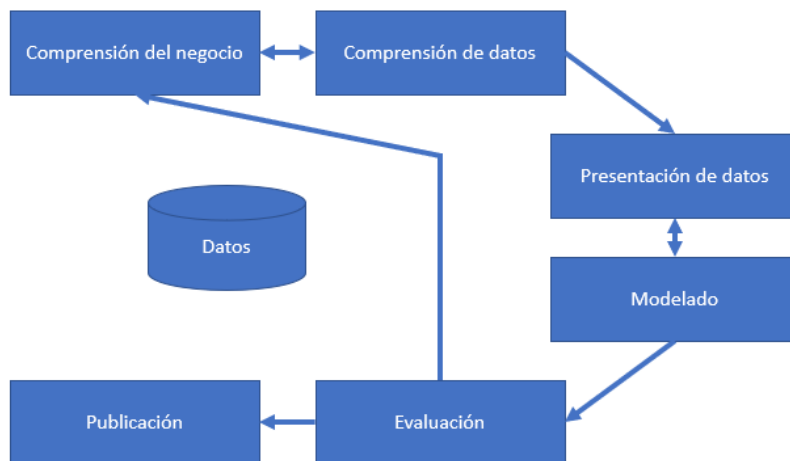 Comprensión del negocio
Comprensión de datos
Presentación de datos
Datos
Modelado
Publicación
Evaluación